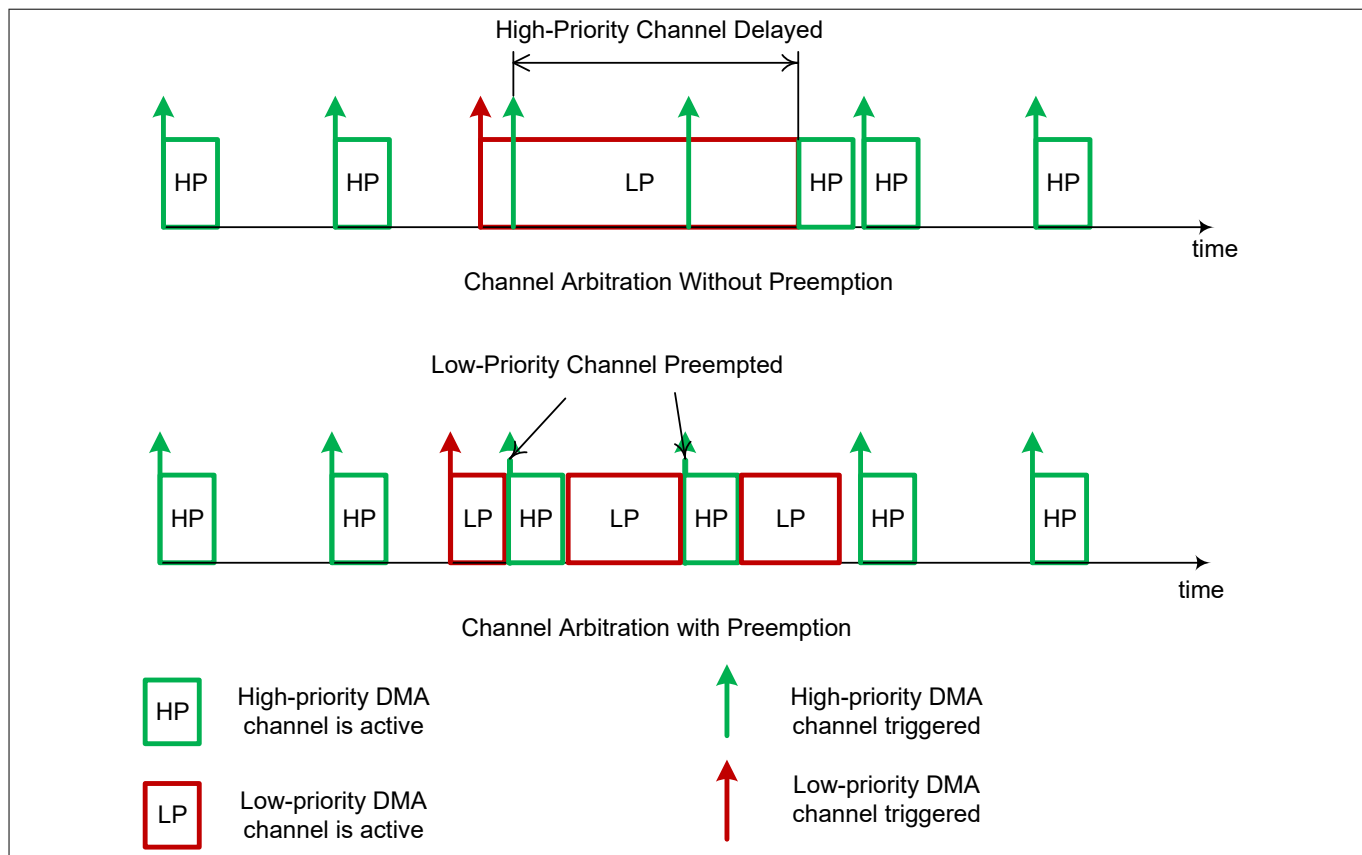 High-Priority Channel Delayed
HP
HP
LP
HP
HP
HP
time
Channel Arbitration Without Preemption
Low-Priority Channel Preempted
HP
HP
LP
HP
LP
HP
LP
HP
HP
time
Channel Arbitration with Preemption
HP
High-priority DMA
channel is active
High-priority DMA
channel triggered
LP
Low-priority DMA
channel is active
Low-priority DMA
channel triggered